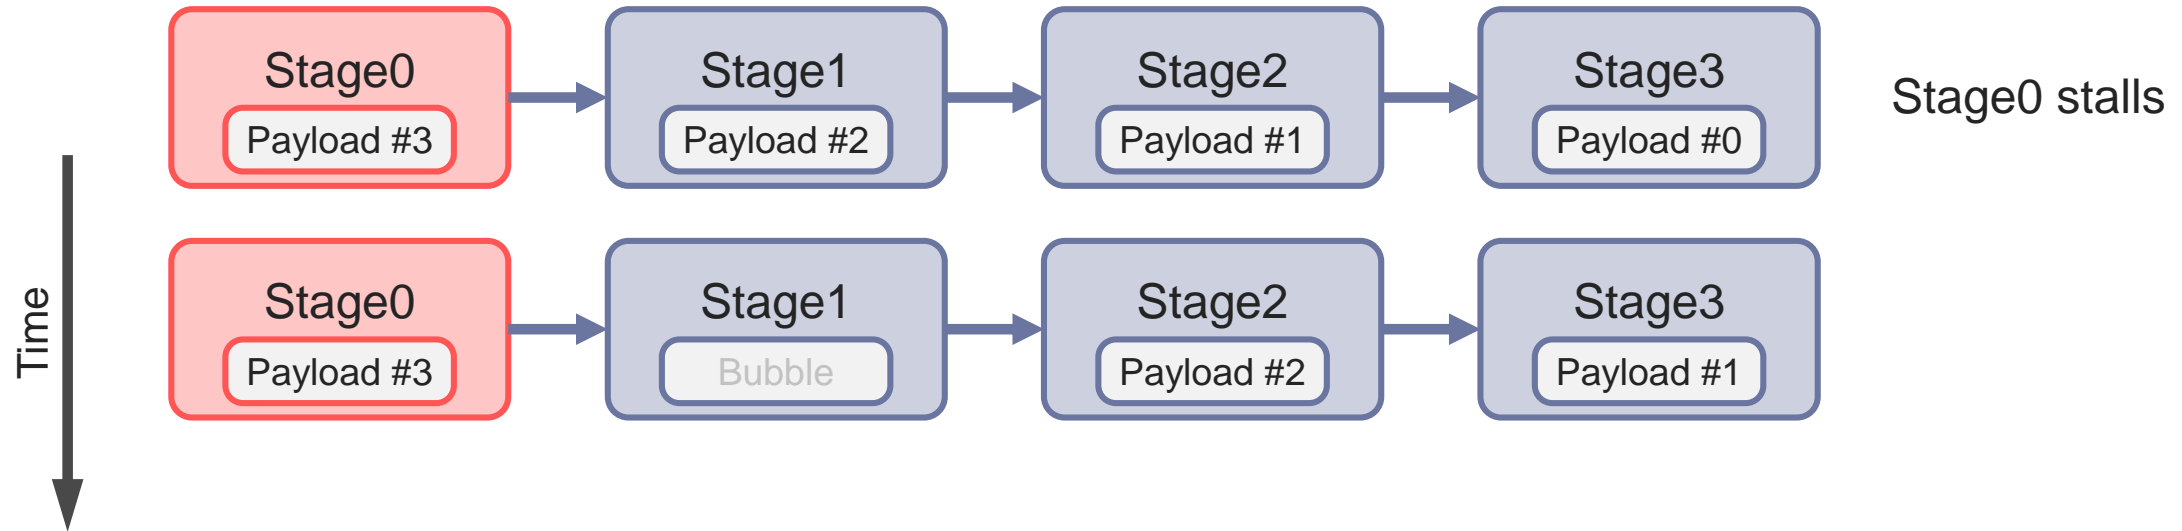 Stage0
Payload #3
Stage1
Payload #2
Stage2
Payload #1
Stage3
Payload #0
Stage0 stalls
Time
Stage0
Payload #3
Stage1
Bubble
Stage2
Payload #2
Stage3
Payload #1